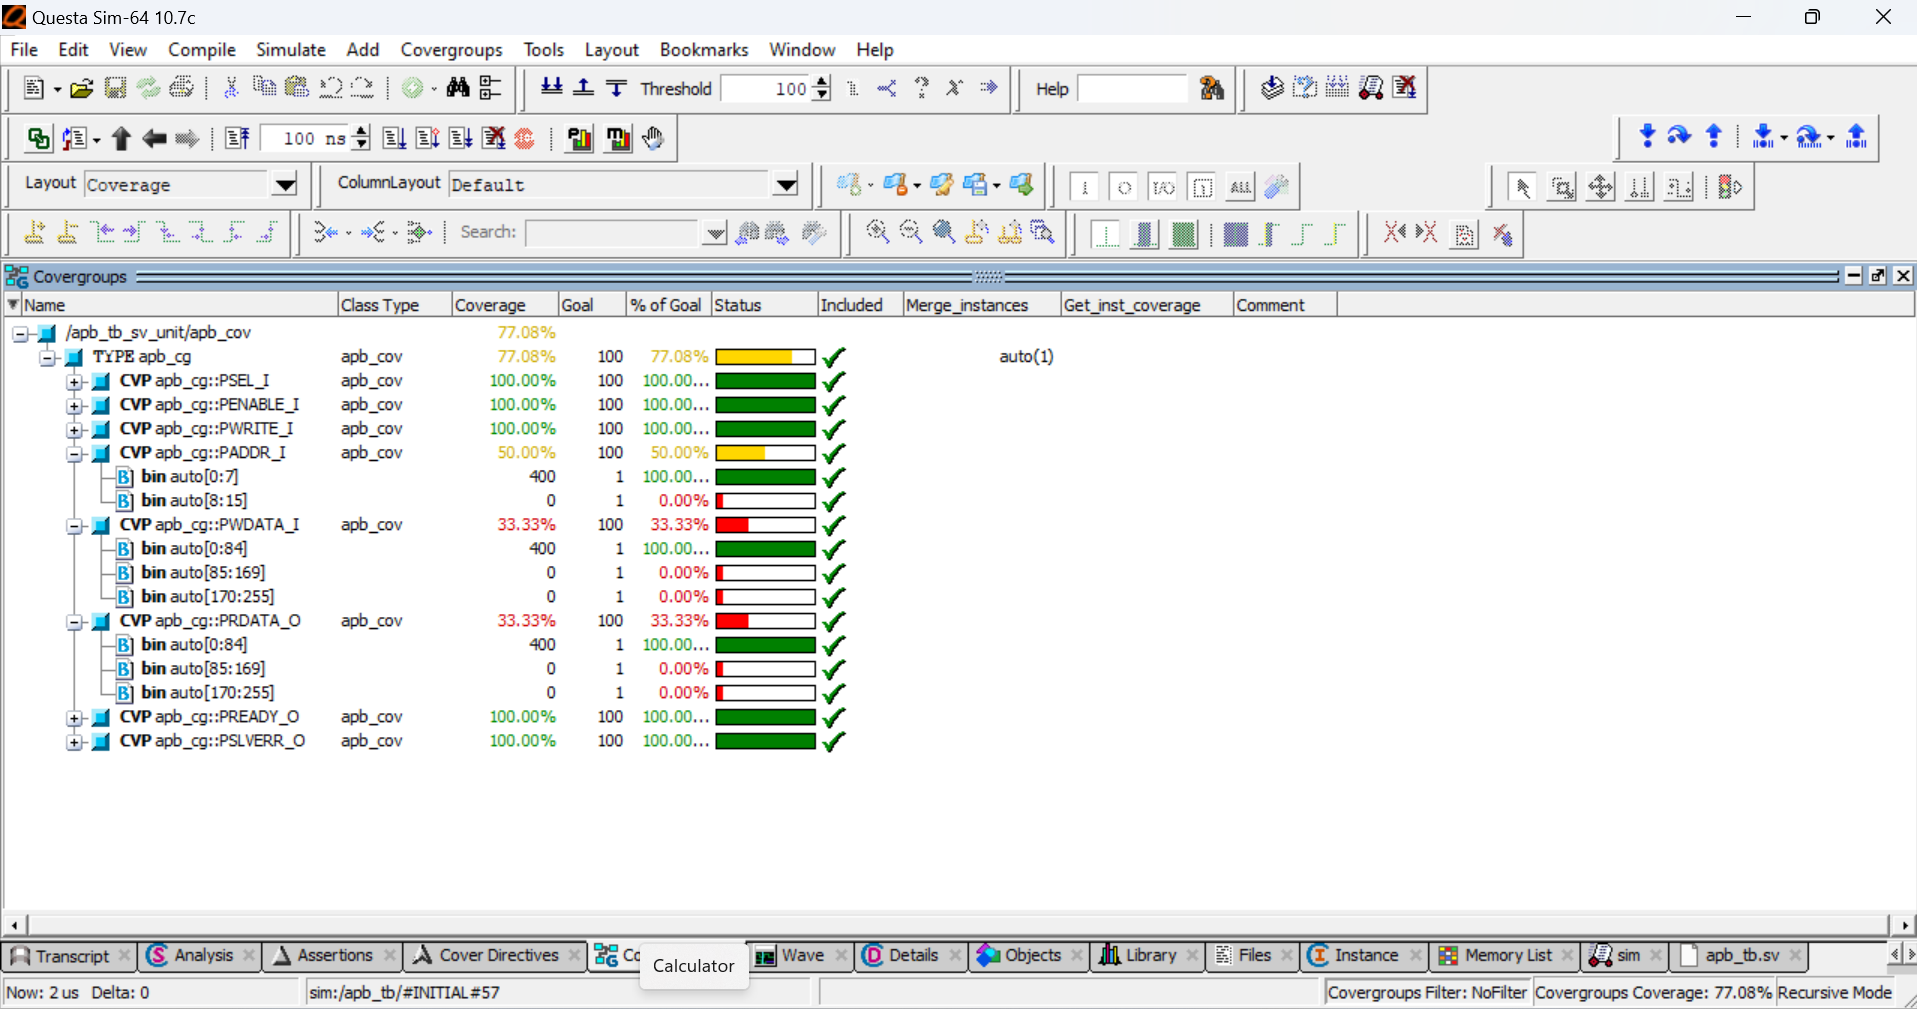 Questa Sim-64 10.7c
File Edit View Compile Simulate Add Covergroups Tools Layout Bookmarks Window Help
Threshold 100 Help
100 ns
Layout Coverage ColumnLayout Default
Search:
Covergroups
Name Class Type Coverage Goal % of Goal Status Included Merge_instances Get_inst_coverage Comment
/apb_tb_sv_unit/apb_cov 77.08%
TYPE apb_cg apb_cov 77.08% 100 77.08% auto(1)
CVP apb_cg::PSEL_I apb_cov 100.00% 100 100.00...
CVP apb_cg::PENABLE_I apb_cov 100.00% 100 100.00...
CVP apb_cg::PWRITE_I apb_cov 100.00% 100 100.00...
CVP apb_cg::PADDR_I apb_cov 50.00% 100 50.00%
B] bin auto[0:7] 400 1 100.00...
B] bin auto[8:15] 0 1 0.00%
CVP apb_cg::PWDATA_I apb_cov 33.33% 100 33.33%
B] bin auto[0:84] 400 1 100.00...
B] bin auto[85:169] 0 1 0.00%
B] bin auto[170:255] 0 1 0.00%
CVP apb_cg::PRDATA_O apb_cov 33.33% 100 33.33%
B] bin auto[0:84] 400 1 100.00...
B] bin auto[85:169] 0 1 0.00%
B] bin auto[170:255] 0 1 0.00%
CVP apb_cg::PREADY_O apb_cov 100.00% 100 100.00...
CVP apb_cg::PSLVERR_O apb_cov 100.00% 100 100.00...
Transcript Analysis Assertions Cover Directives Co Calculator Wave Details Objects Library Files Instance Memory List sim apb_tb.sv
Now: 2 us Delta: 0 sim:/apb_tb/#INITIAL#57 Covergroups Filter: NoFilter Covergroups Coverage: 77.08% Recursive Mode